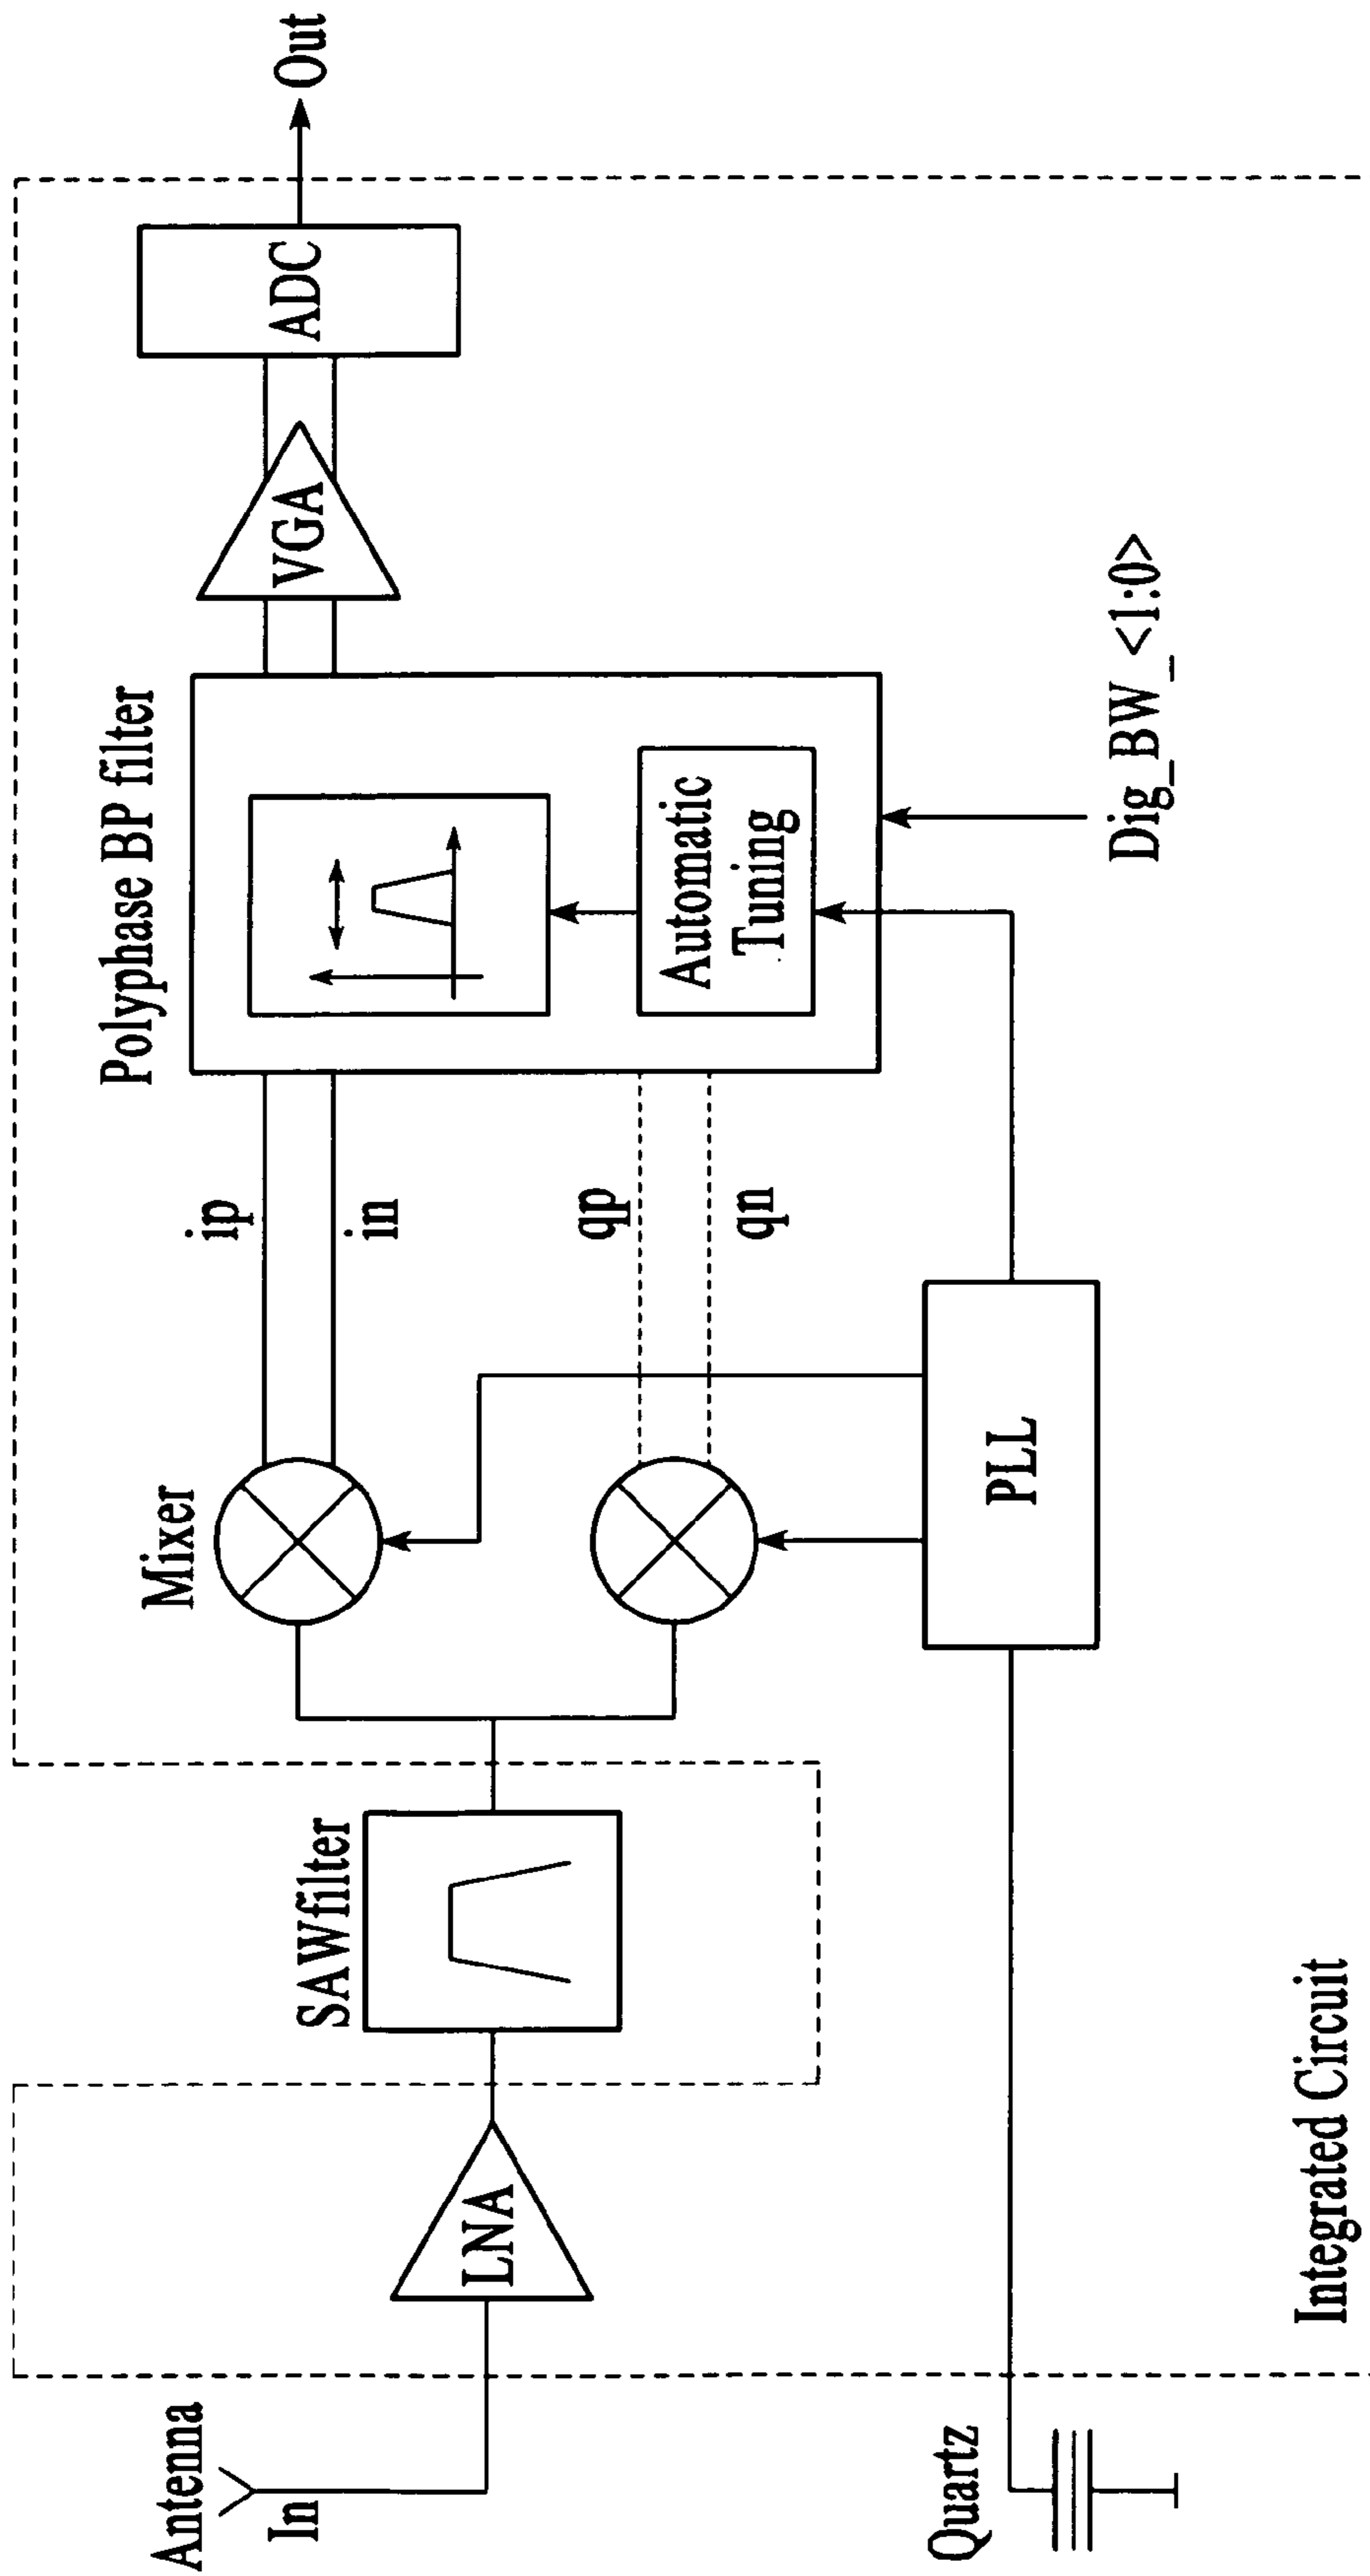 Antenna
In
LNA
SAWfilter
Mixer
ip
in
qp
qn
Polyphase BP filter
Automatic
Tuning
VGA
ADC
Out
Quartz
PLL
Dig_BW_<1:0>
Integrated Circuit